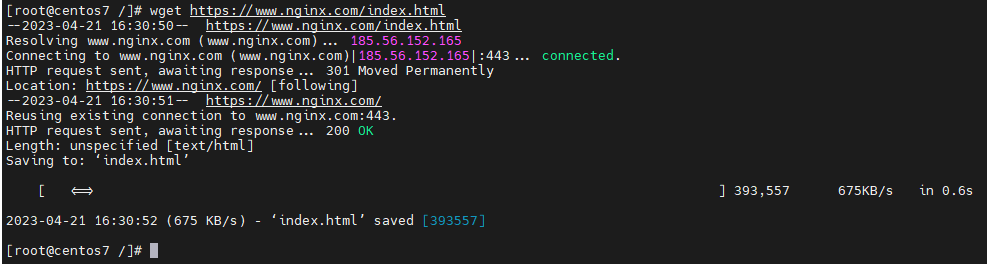 [root@centos7 /]# wget https://www.nginx.com/index.html
--2023-04-21 16:30:50-- https://www.nginx.com/index.html
Resolving www.nginx.com (www.nginx.com)... 185.56.152.165
Connecting to www.nginx.com (www.nginx.com)|185.56.152.165|:443... connected.
HTTP request sent, awaiting response... 301 Moved Permanently
Location: https://www.nginx.com/ [following]
--2023-04-21 16:30:51-- https://www.nginx.com/
Reusing existing connection to www.nginx.com:443.
HTTP request sent, awaiting response... 200 OK
Length: unspecified [text/html]
Saving to: ‘index.html’
[ <=> ] 393,557 675KB/s in 0.6s
2023-04-21 16:30:52 (675 KB/s) - ‘index.html’ saved [393557]
[root@centos7 /]#